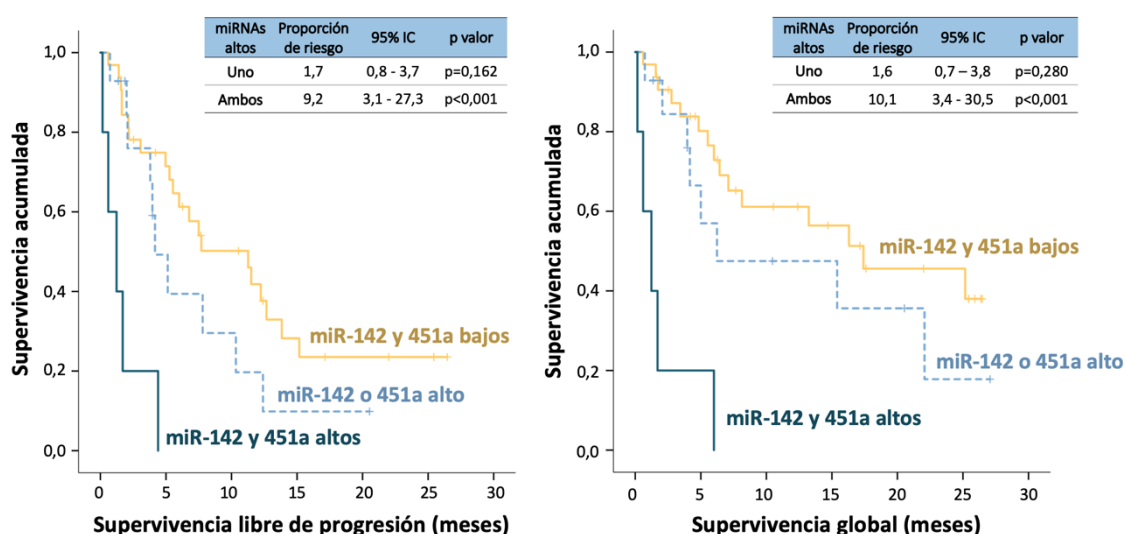 miRNAs altos Proporción de riesgo 95% IC p valor
Uno 1,7 0,8 - 3,7 p=0,162
Ambos 9,2 3,1 - 27,3 p<0,001
Supervivencia acumulada
1,0
0,8
0,6
0,4
0,2
0,0
miR-142 y 451a bajos
miR-142 o 451a alto
miR-142 y 451a altos
0 5 10 15 20 25 30
Supervivencia libre de progresión (meses)
miRNAs altos Proporción de riesgo 95% IC p valor
Uno 1,6 0,7 – 3,8 p=0,280
Ambos 10,1 3,4 - 30,5 p<0,001
Supervivencia acumulada
1,0
0,8
0,6
0,4
0,2
0,0
miR-142 y 451a bajos
miR-142 o 451a alto
miR-142 y 451a altos
0 5 10 15 20 25 30
Supervivencia global (meses)